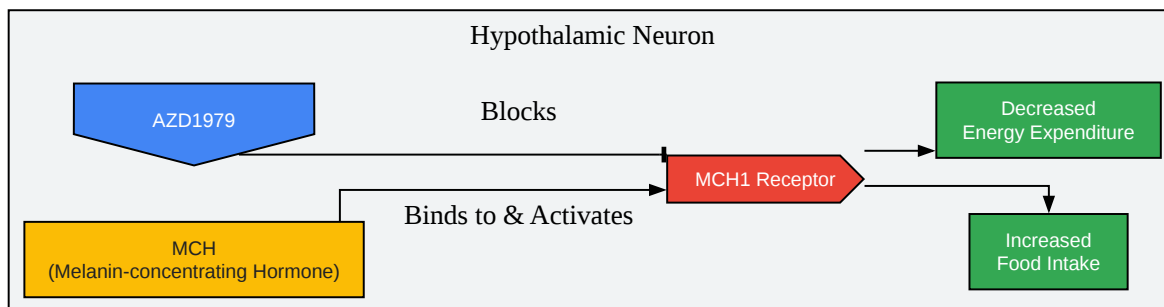 Hypothalamic Neuron
AZD1979
Blocks
Decreased
Energy Expenditure
MCH1 Receptor
Binds to & Activates
MCH
(Melanin-concentrating Hormone)
Increased
Food Intake